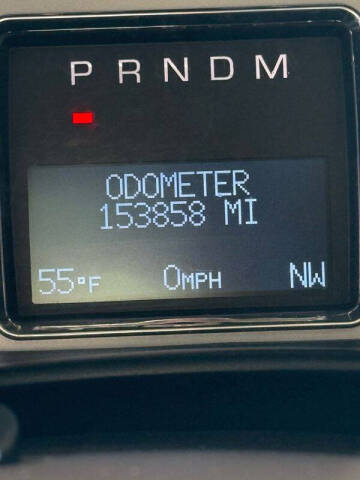 P R N D M
ODOMETER
153858 MI
55°F 0MPH NW